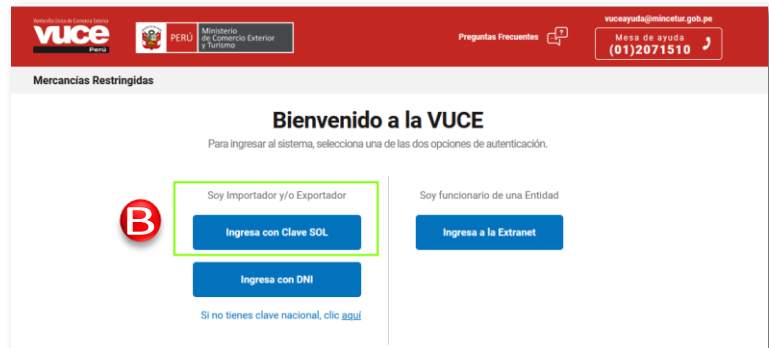 Ventanilla Única de Comercio Exterior
vuce
Perú
PERÚ
Ministerio
de Comercio Exterior
y Turismo
Preguntas Frecuentes
?
vuceayuda@mincetur.gob.pe
Mesa de ayuda
(01)2071510
Mercancías Restringidas
Bienvenido a la VUCE
Para ingresar al sistema, selecciona una de las dos opciones de autenticación.
Soy Importador y/o Exportador
B
Ingresa con Clave SOL
Ingresa con DNI
Si no tienes clave nacional, clic aquí
Soy funcionario de una Entidad
Ingresa a la Extranet